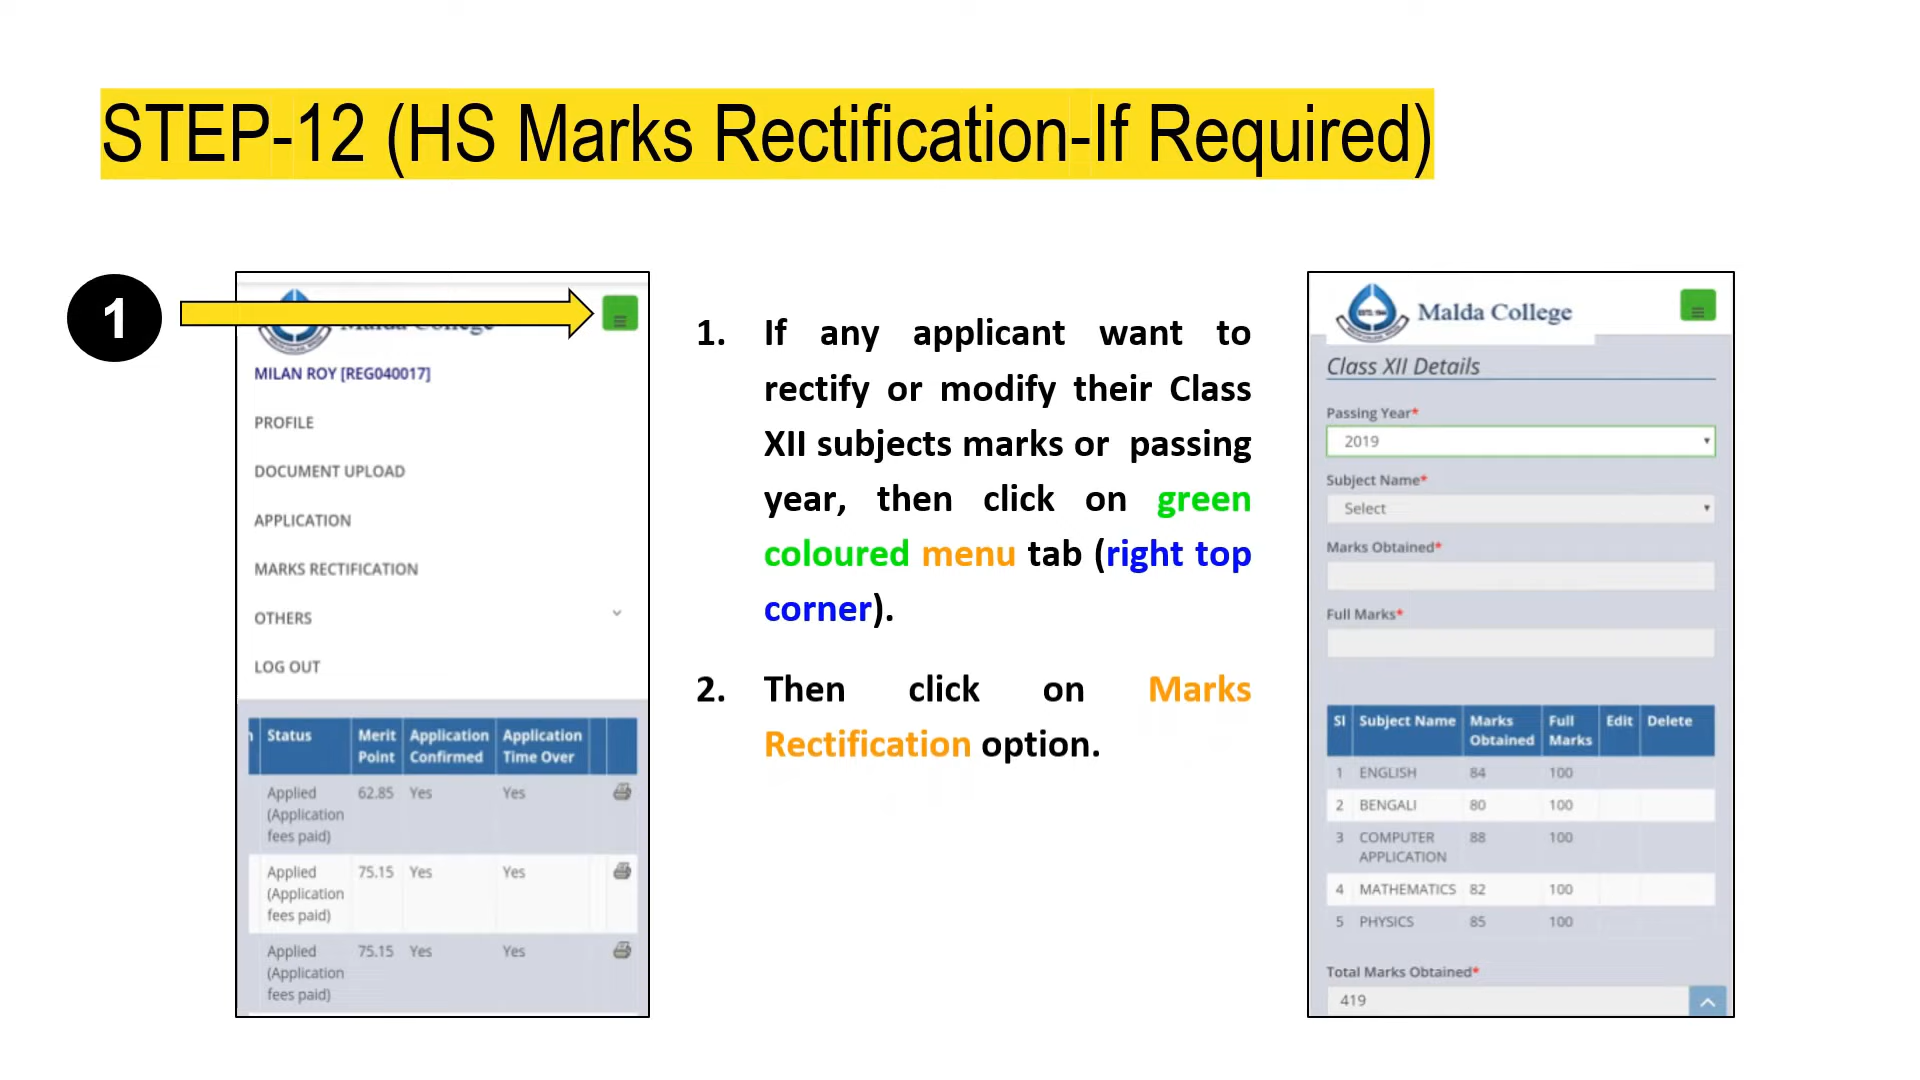 STEP-12 (HS Marks Rectification-If Required)
1
MILAN ROY [REG040017]
PROFILE
DOCUMENT UPLOAD
APPLICATION
MARKS RECTIFICATION
OTHERS
LOG OUT
Status Merit Point Application Confirmed Application Time Over
Applied (Application fees paid) 62.85 Yes Yes
Applied (Application fees paid) 75.15 Yes Yes
Applied (Application fees paid) 75.15 Yes Yes
1. If any applicant want to
rectify or modify their Class
XII subjects marks or passing
year, then click on green
coloured menu tab (right top
corner).
2. Then click on Marks
Rectification option.
Malda College
Class XII Details
Passing Year*
2019
Subject Name*
Select
Marks Obtained*
Full Marks*
Sl Subject Name Marks Obtained Full Marks Edit Delete
1 ENGLISH 84 100
2 BENGALI 80 100
3 COMPUTER APPLICATION 88 100
4 MATHEMATICS 82 100
5 PHYSICS 85 100
Total Marks Obtained*
419